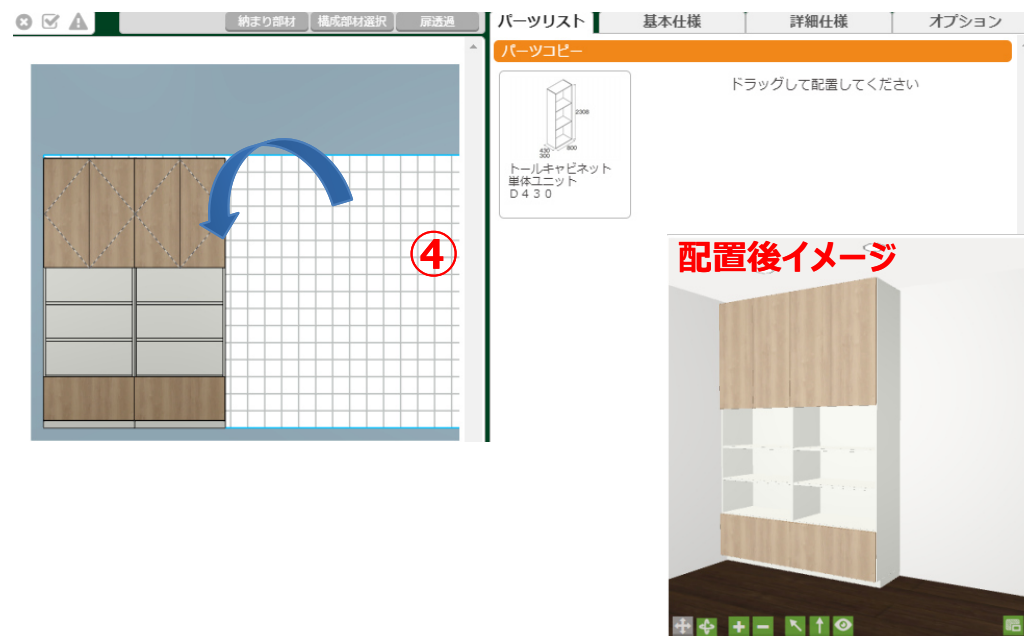 納まり部材 構成部材選択 扉透過
パーツリスト 基本仕様 詳細仕様 オプション
パーツコピー
ドラッグして配置してください
2308
430
300
800
トールキャビネット
単体ユニット
Ｄ４３０
④
配置後イメージ